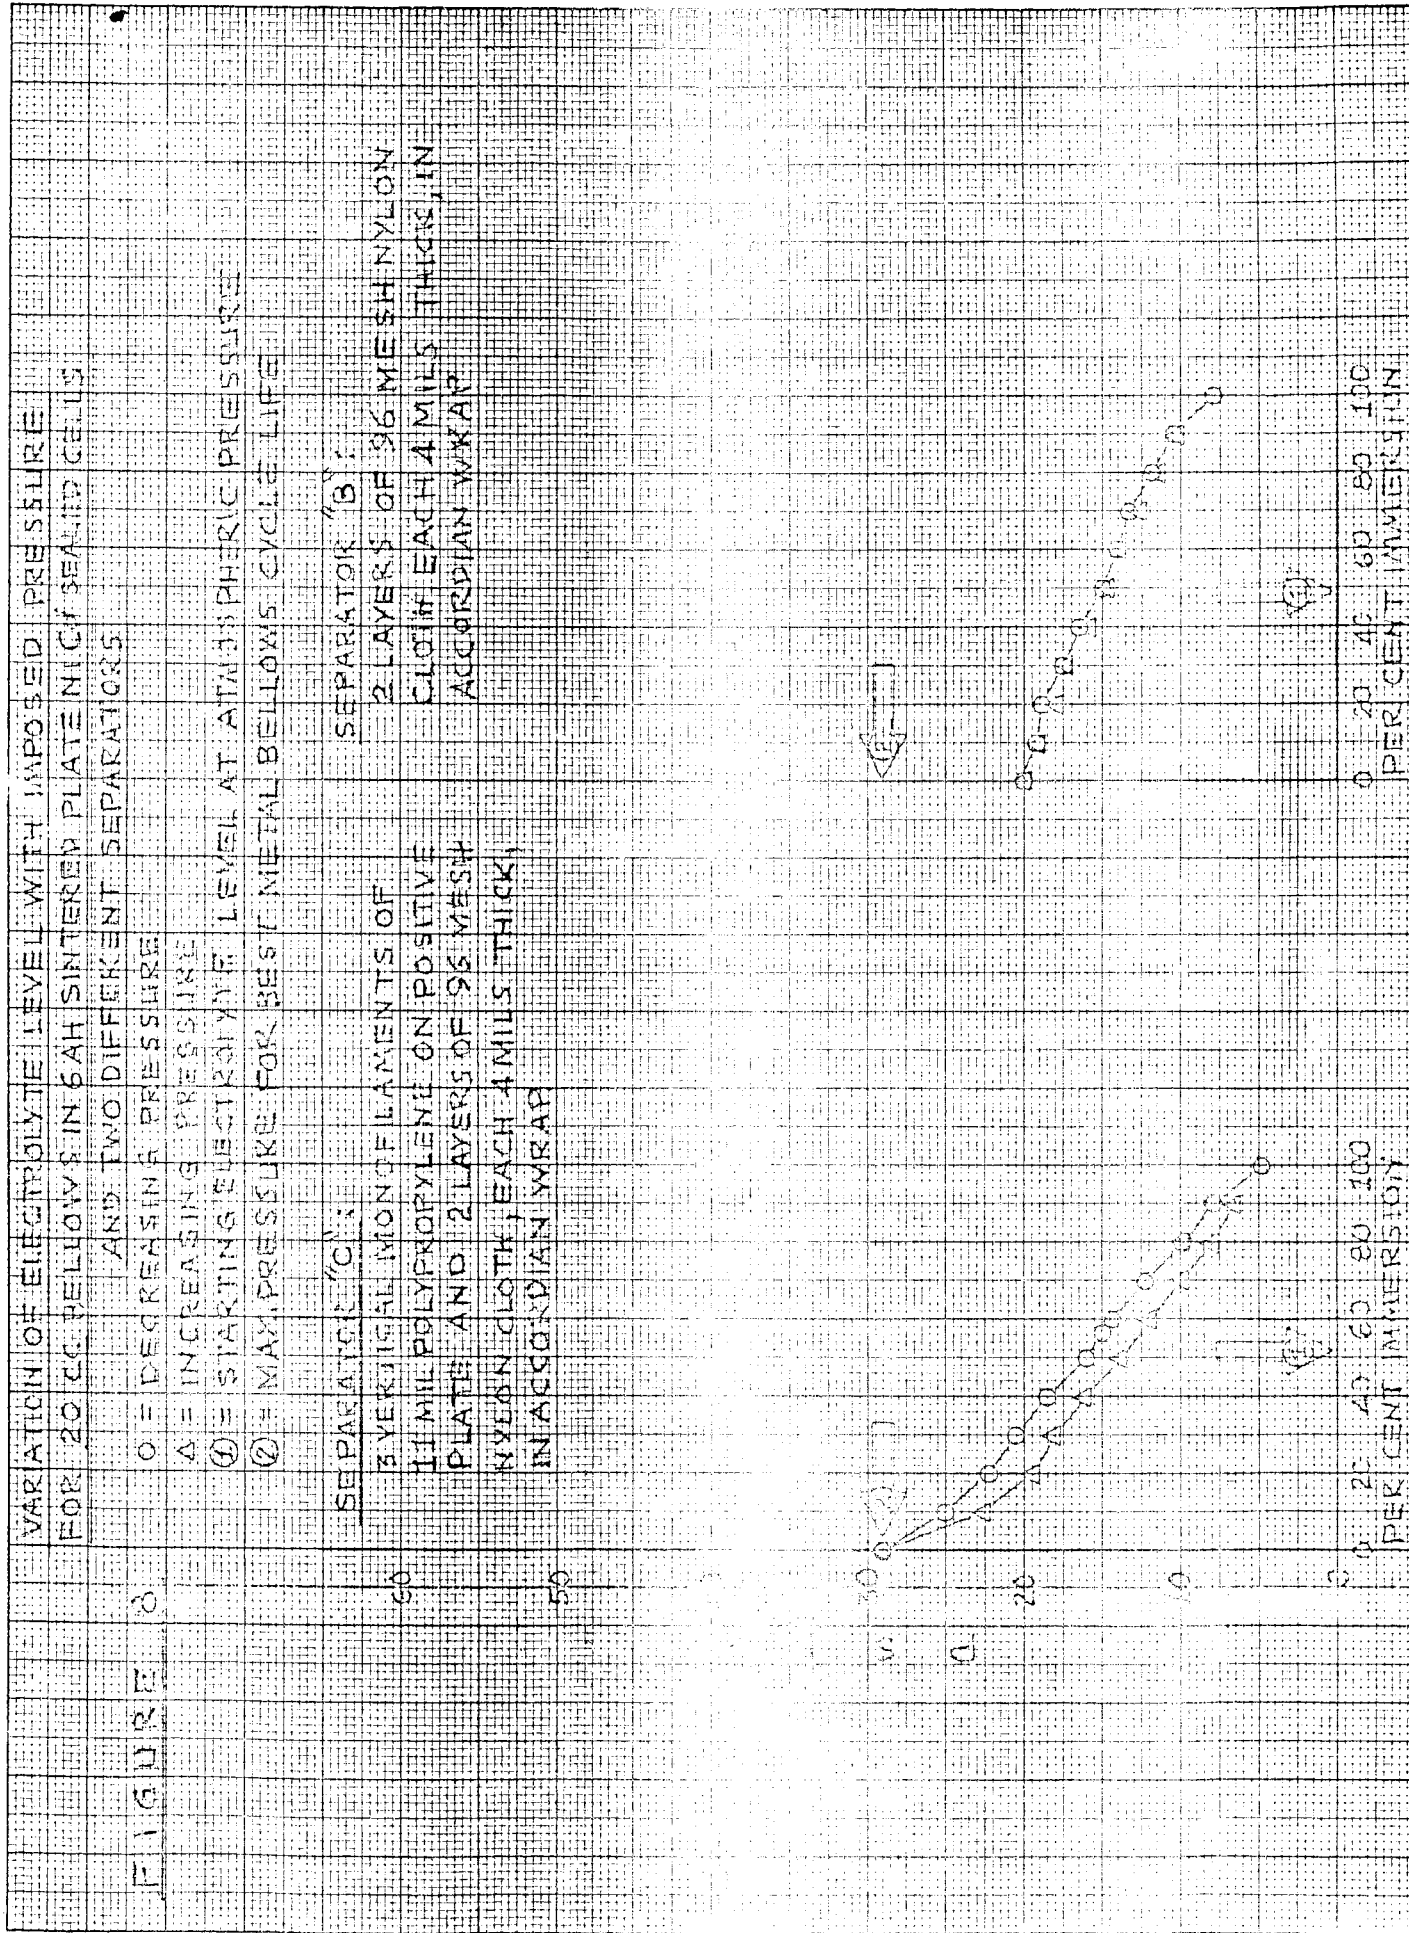 FIGURE 8
VARIATION OF ELECTROLYTE LEVEL WITH IMPOSED PRESSURE
FOR 20 CC BELLOWS IN 6AH SINTERED PLATE NICd SEALED CELLS
AND TWO DIFFERENT SEPARATORS
O = DECREASING PRESSURE
Δ = INCREASING PRESSURE
① = STARTING ELECTROLYTE LEVEL AT ATMOSPHERIC PRESSURE
② = MAX. PRESSURE FOR BEST METAL BELLOWS CYCLE LIFE
SEPARATOR "C":
3 VERTICAL MONOFILAMENTS OF
11 MIL POLYPROPYLENE ON POSITIVE
PLATE AND 2 LAYERS OF 96 MESH
NYLON CLOTH, EACH 4 MILS THICK,
IN ACCORDIAN WRAP
SEPARATOR "B":
2 LAYERS OF 96 MESH NYLON
CLOTH EACH 4 MILS THICK, IN
ACCORDIAN WRAP
60
50
30
20
10
0
0 20 40 60 80 100
PER CENT IMMERSION
0 20 40 60 80 100
PER CENT IMMERSION